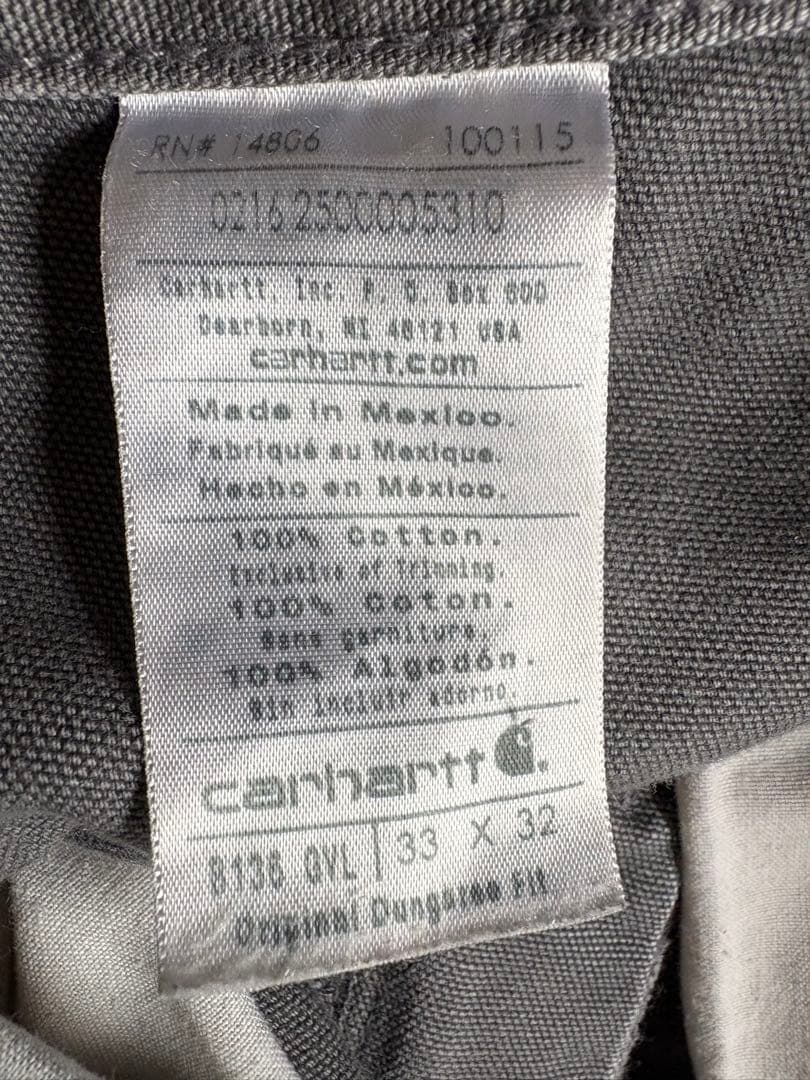 RN# 14806 100115
0216 2500005310
Carhartt, Inc. P. O. Box 600
Dearborn, MI 48121 USA
carhartt.com
Made in Mexico.
Fabriqué au Mexique.
Hecho en México.
100% Cotton.
Exclusive of Trimming.
100% Coton.
Sans garniture.
100% Algodón.
Sin incluir adorno.
carhartt
B136 GVL 33 X 32
Original Dungaree Fit